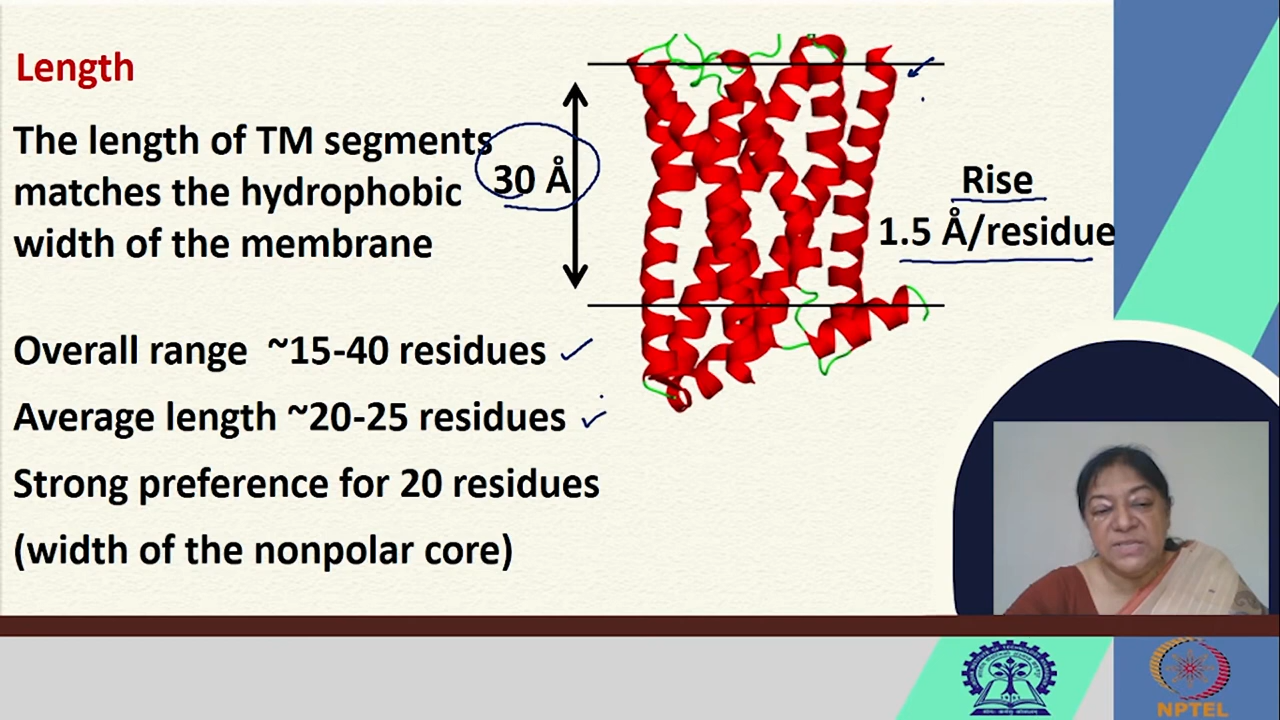 Length
The length of TM segments
matches the hydrophobic
width of the membrane
30 Å
Rise
1.5 Å/residue
Overall range ~15-40 residues
Average length ~20-25 residues
Strong preference for 20 residues
(width of the nonpolar core)
NPTEL